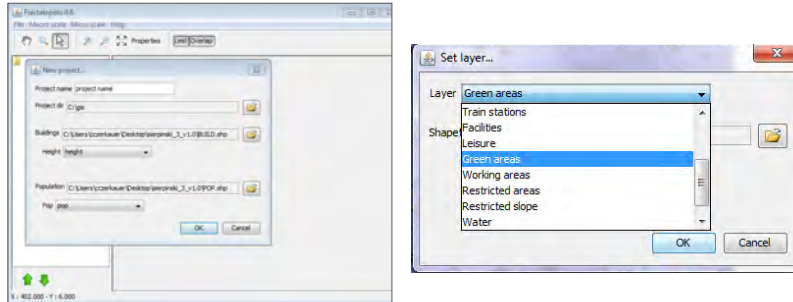 Fractalopolis 0.6
File Macro scale Micro scale Help
Properties Limit Overlap
New project...
Project name project name
Project dir C:\gis
Buildings C:\Users\czerkauer\Desktop\sierpinski_3_v1.0\BUILD.shp
Height height
Population C:\Users\czerkauer\Desktop\sierpinski_3_v1.0\POP.shp
Pop pop
OK Cancel
X : 402.000 - Y : 6.000
Set layer...
Layer Green areas
Train stations
Facilities
Shapef
Leisure
Green areas
Working areas
Restricted areas
Restricted slope
Water
OK Cancel